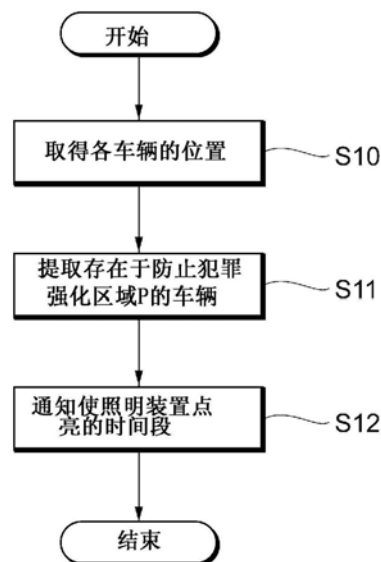 开始
取得各车辆的位置
S10
提取存在于防止犯罪
强化区域P的车辆
S11
通知使照明装置点
亮的时间段
S12
结束